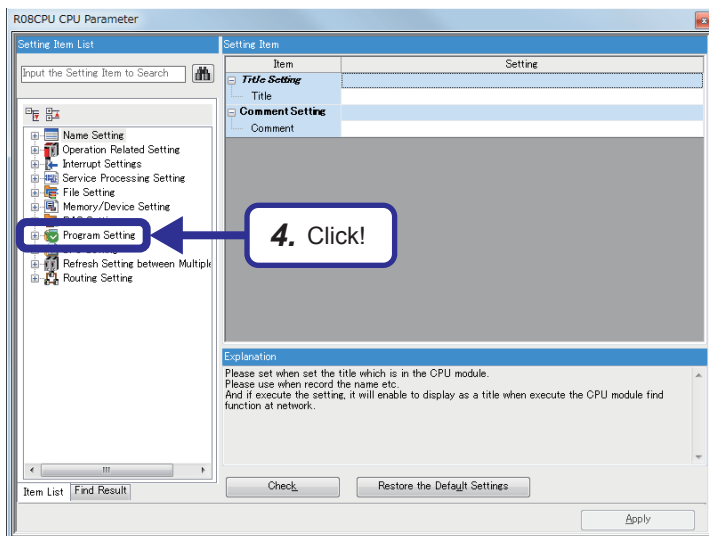 R08CPU CPU Parameter
Setting Item List
Input the Setting Item to Search
Name Setting
Operation Related Setting
Interrupt Settings
Service Processing Setting
File Setting
Memory/Device Setting
Program Setting
Refresh Setting between Multiple
Routing Setting
Item List Find Result
Setting Item
Item Setting
Title Setting
Title
Comment Setting
Comment
4. Click!
Explanation
Please set when set the title which is in the CPU module.
Please use when record the name etc.
And if execute the setting, it will enable to display as a title when execute the CPU module find
function at network.
Check Restore the Default Settings
Apply